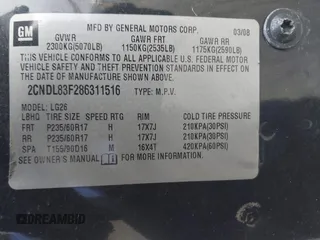 GM
MFD BY GENERAL MOTORS CORP. 03/08
GVWR GAWR FRT GAWR RR
2300KG(5070LB) 1150KG(2535LB) 1175KG(2590LB)
THIS VEHICLE CONFORMS TO ALL APPLICABLE U.S. FEDERAL
MOTOR VEHICLE SAFETY AND THEFT PREVENTION STANDARDS IN
EFFECT ON THE DATE OF MANUFACTURE SHOWN ABOVE.
2CNDL83F286311516 TYPE: M.P.V.
MODEL: LG26
TIRE SIZE SPEED RTG RIM COLD TIRE PRESSURE
FRT P235/60R17 H 17X7J 210KPA(30PSI)
RR P235/60R17 H 17X7J 210KPA(30PSI)
SPA T155/90D16 M 16X4T 420KPA(60PSI)
SEE OWNER'S MANUAL FOR MORE INFORMATION
DREAMBID